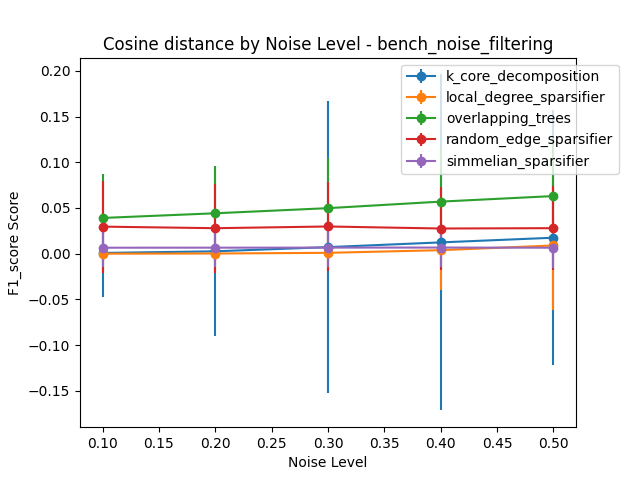 Cosine distance by Noise Level - bench_noise_filtering
k_core_decomposition
local_degree_sparsifier
overlapping_trees
random_edge_sparsifier
simmelian_sparsifier
F1_score Score
0.20
0.15
0.10
0.05
0.00
−0.05
−0.10
−0.15
0.10 0.15 0.20 0.25 0.30 0.35 0.40 0.45 0.50
Noise Level